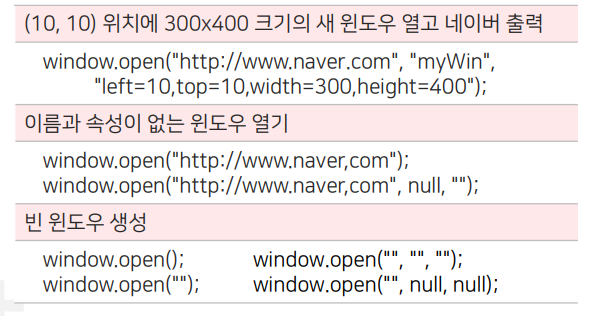 (10, 10) 위치에 300x400 크기의 새 윈도우 열고 네이버 출력
window.open("http://www.naver.com", "myWin",
"left=10,top=10,width=300,height=400");
이름과 속성이 없는 윈도우 열기
window.open("http://www.naver,com");
window.open("http://www.naver,com", null, "");
빈 윈도우 생성
window.open(); window.open("", "", "");
window.open(""); window.open("", null, null);